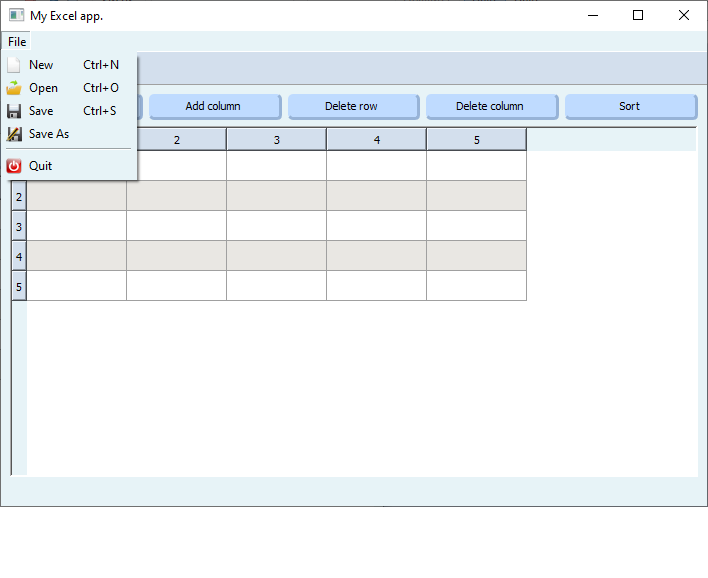 My Excel app.
File
New Ctrl+N
Open Ctrl+O
Save Ctrl+S
Save As
Quit
Add column Delete row Delete column Sort
2 3 4 5
2
3
4
5